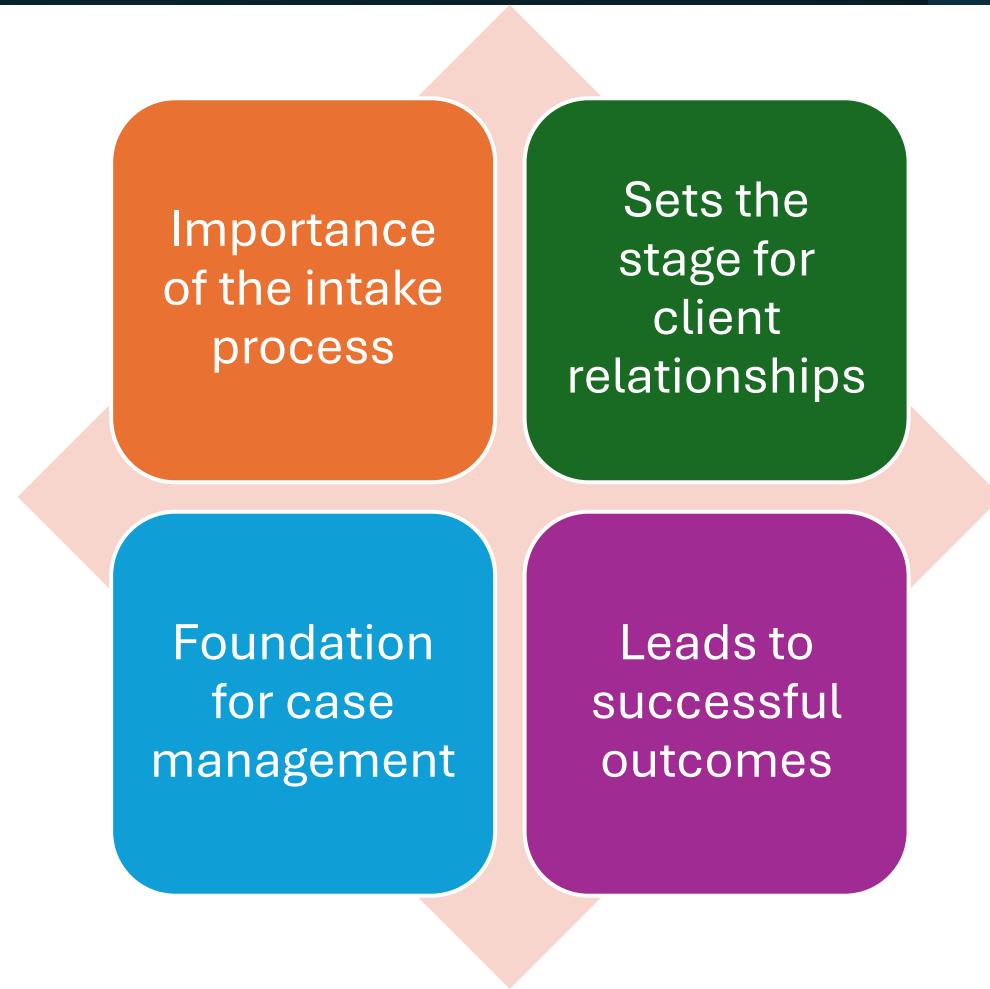 Importance
of the intake
process
Sets the
stage for
client
relationships
Foundation
for case
management
Leads to
successful
outcomes